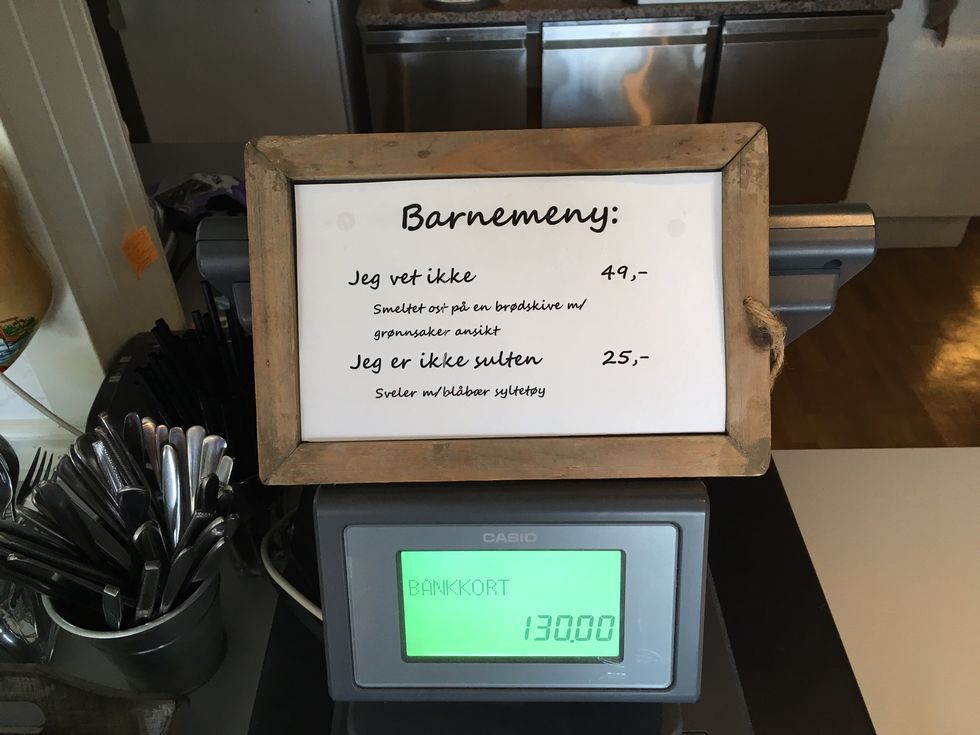 Barnemeny:
Jeg vet ikke 49,-
Smeltet ost på en brødskive m/
grønnsaker ansikt
Jeg er ikke sulten 25,-
Sveler m/blåbær syltetøy
CASIO
BANKKORT
130.00